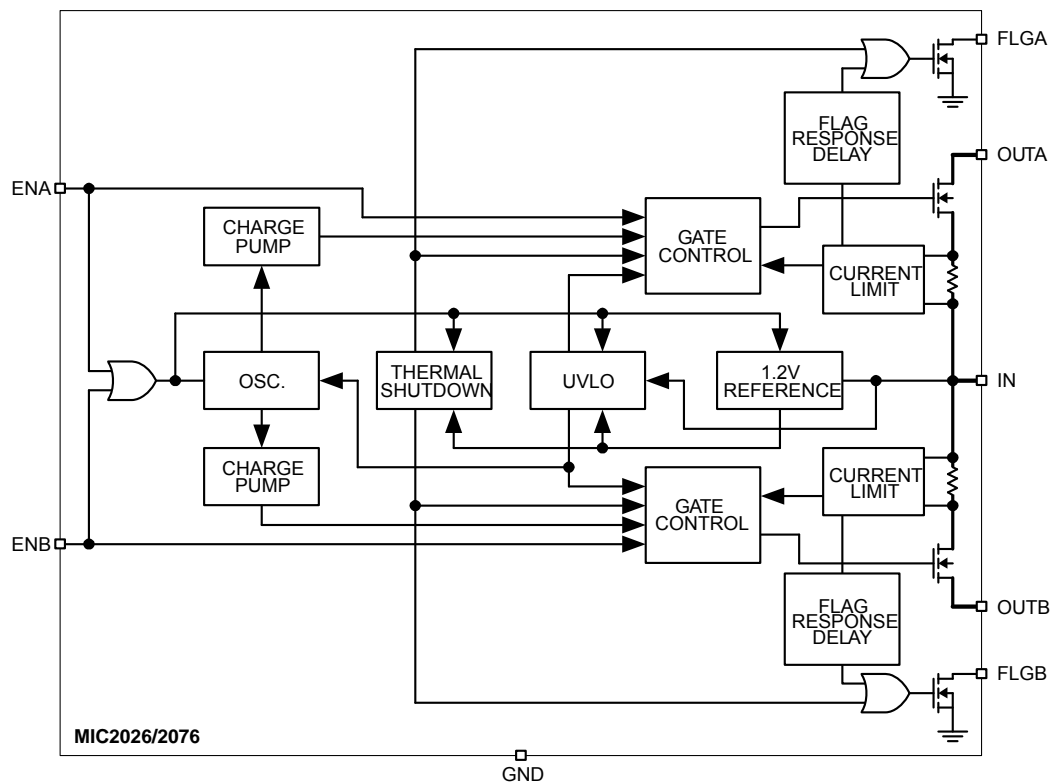 FLGA
FLAG
RESPONSE
DELAY
OUTA
ENA
CHARGE
PUMP
GATE
CONTROL
CURRENT
LIMIT
OSC.
THERMAL
SHUTDOWN
UVLO
1.2V
REFERENCE
IN
CHARGE
PUMP
CURRENT
LIMIT
GATE
CONTROL
ENB
FLAG
RESPONSE
DELAY
OUTB
FLGB
MIC2026/2076
GND